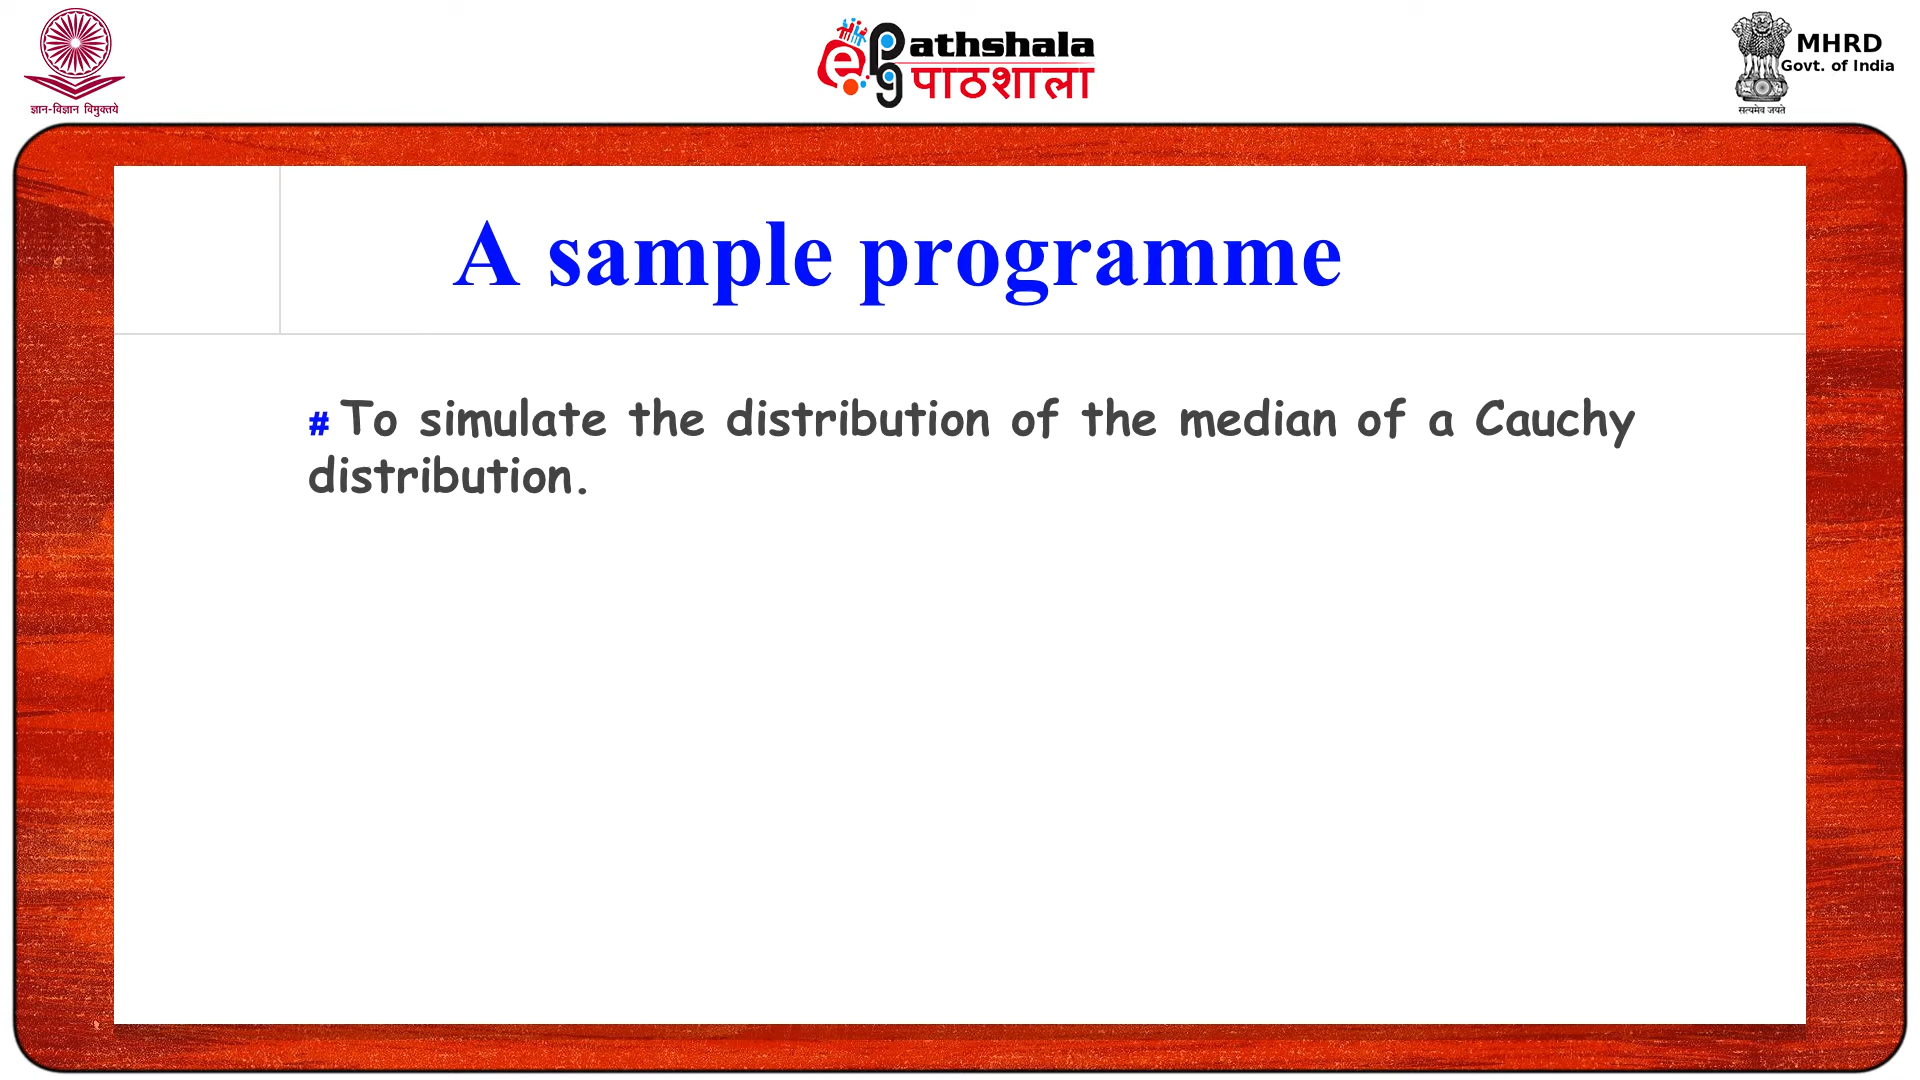 ज्ञान-विज्ञान विमुक्तये
e
Pathshala
पाठशाला
MHRD
Govt. of India
सत्यमेव जयते
A sample programme
# To simulate the distribution of the median of a Cauchy
distribution.